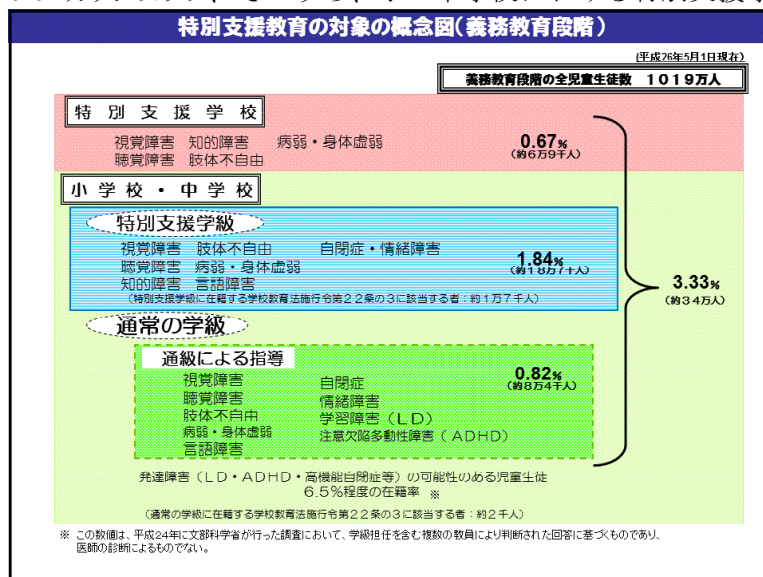 特別支援教育の対象の概念図(義務教育段階)
(平成26年5月1日現在)
義務教育段階の全児童生徒数 1019万人
特別支援学校
視覚障害 知的障害 病弱・身体虚弱
聴覚障害 肢体不自由
0.67%
(約6万9千人)
小学校・中学校
特別支援学級
視覚障害 肢体不自由 自閉症・情緒障害
聴覚障害 病弱・身体虚弱
知的障害 言語障害
(特別支援学級に在籍する学校教育法施行令第22条の3に該当する者:約1万7千人)
1.84%
(約18万7千人)
3.33%
(約34万人)
通常の学級
通級による指導
視覚障害 自閉症
聴覚障害 情緒障害
肢体不自由 学習障害(LD)
病弱・身体虚弱 注意欠陥多動性障害(ADHD)
言語障害
0.82%
(約8万4千人)
発達障害(LD・ADHD・高機能自閉症等)の可能性のある児童生徒
6.5%程度の在籍率 ※
(通常の学級に在籍する学校教育法施行令第22条の3に該当する者:約2千人)
※ この数値は、平成24年に文部科学省が行った調査において、学級担任を含む複数の教員により判断された回答に基づくものであり、
医師の診断によるものでない。